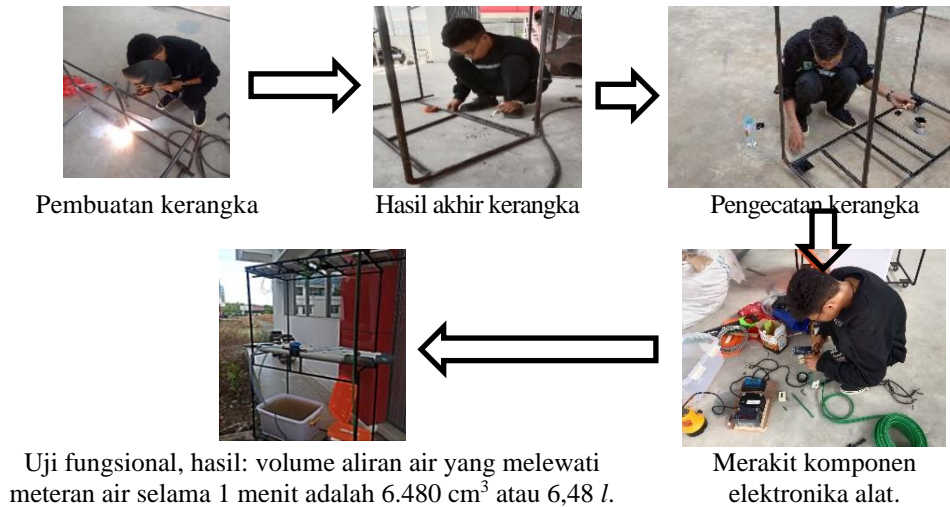 Pembuatan kerangka
Hasil akhir kerangka
Pengecatan kerangka
Merakit komponen
elektronika alat.
Uji fungsional, hasil: volume aliran air yang melewati
meteran air selama 1 menit adalah 6.480 cm³ atau 6,48 l.